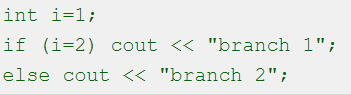 int i=1;
if (i=2) cout << "branch 1";
else cout << "branch 2";